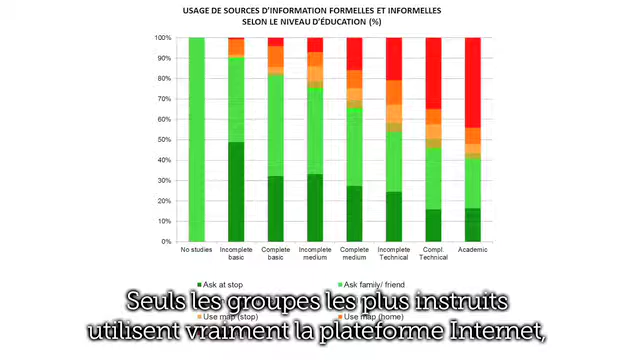 USAGE DE SOURCES D'INFORMATION FORMELLES ET INFORMELLES
SELON LE NIVEAU D'ÉDUCATION (%)
100%
90%
80%
70%
60%
50%
40%
30%
20%
10%
0%
No studies
Incomplete basic
Complete basic
Incomplete medium
Complete medium
Incomplete Technical
Compl. Technical
Academic
Ask at stop
Ask family/ friend
Use map (stop)
Use map (home)
Seuls les groupes les plus instruits
utilisent vraiment la plateforme Internet,